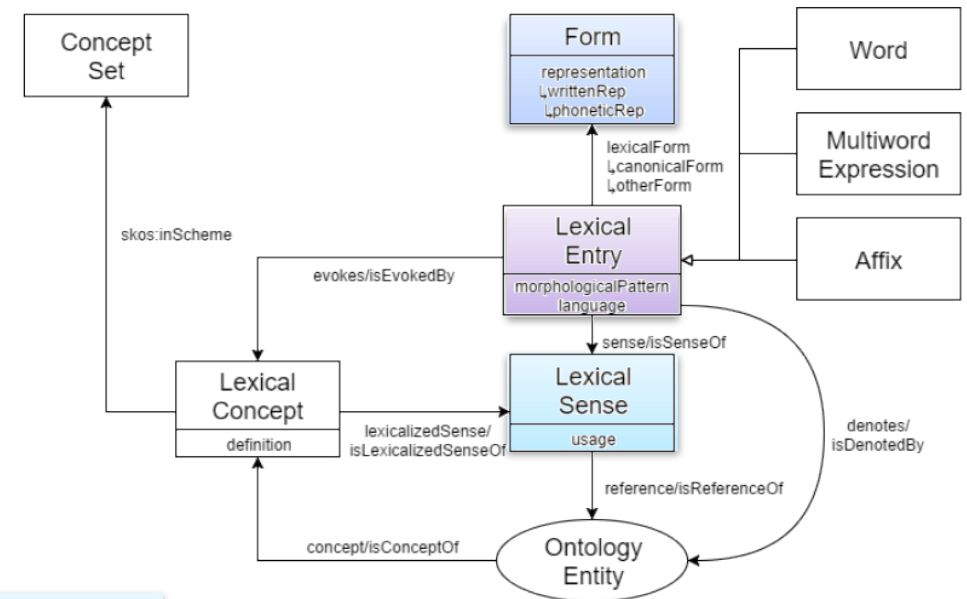 Concept
Set
Form
representation
↳writtenRep
↳phoneticRep
Word
Multiword
Expression
Affix
lexicalForm
↳canonicalForm
↳otherForm
skos:inScheme
Lexical
Entry
morphologicalPattern
language
evokes/isEvokedBy
sense/isSenseOf
Lexical
Concept
definition
lexicalizedSense/
isLexicalizedSenseOf
Lexical
Sense
usage
denotes/
isDenotedBy
reference/isReferenceOf
concept/isConceptOf
Ontology
Entity